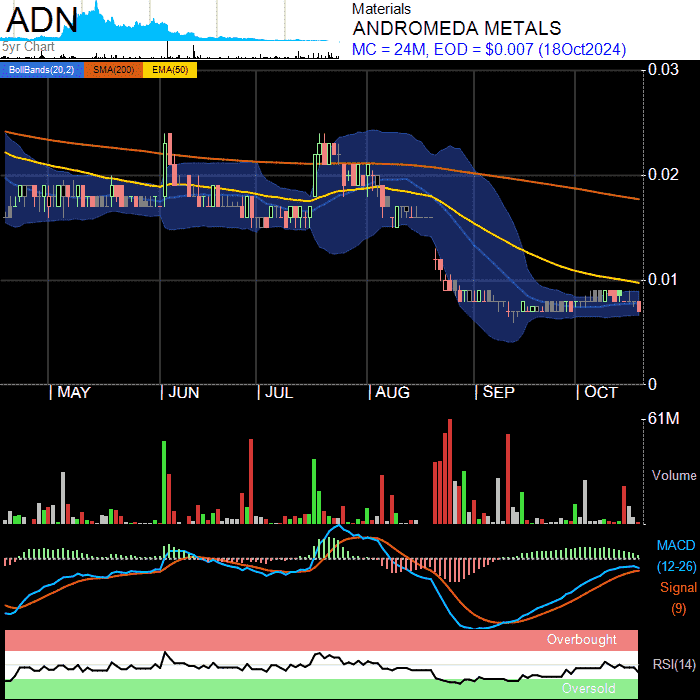 ADN
5yr Chart
Materials
ANDROMEDA METALS
MC = 24M, EOD = $0.007 (18Oct2024)
BollBands(20,2) SMA(200) EMA(50)
0.03
0.02
0.01
0
MAY JUN JUL AUG SEP OCT
61M
Volume
MACD
(12-26)
Signal
(9)
Overbought
RSI(14)
Oversold